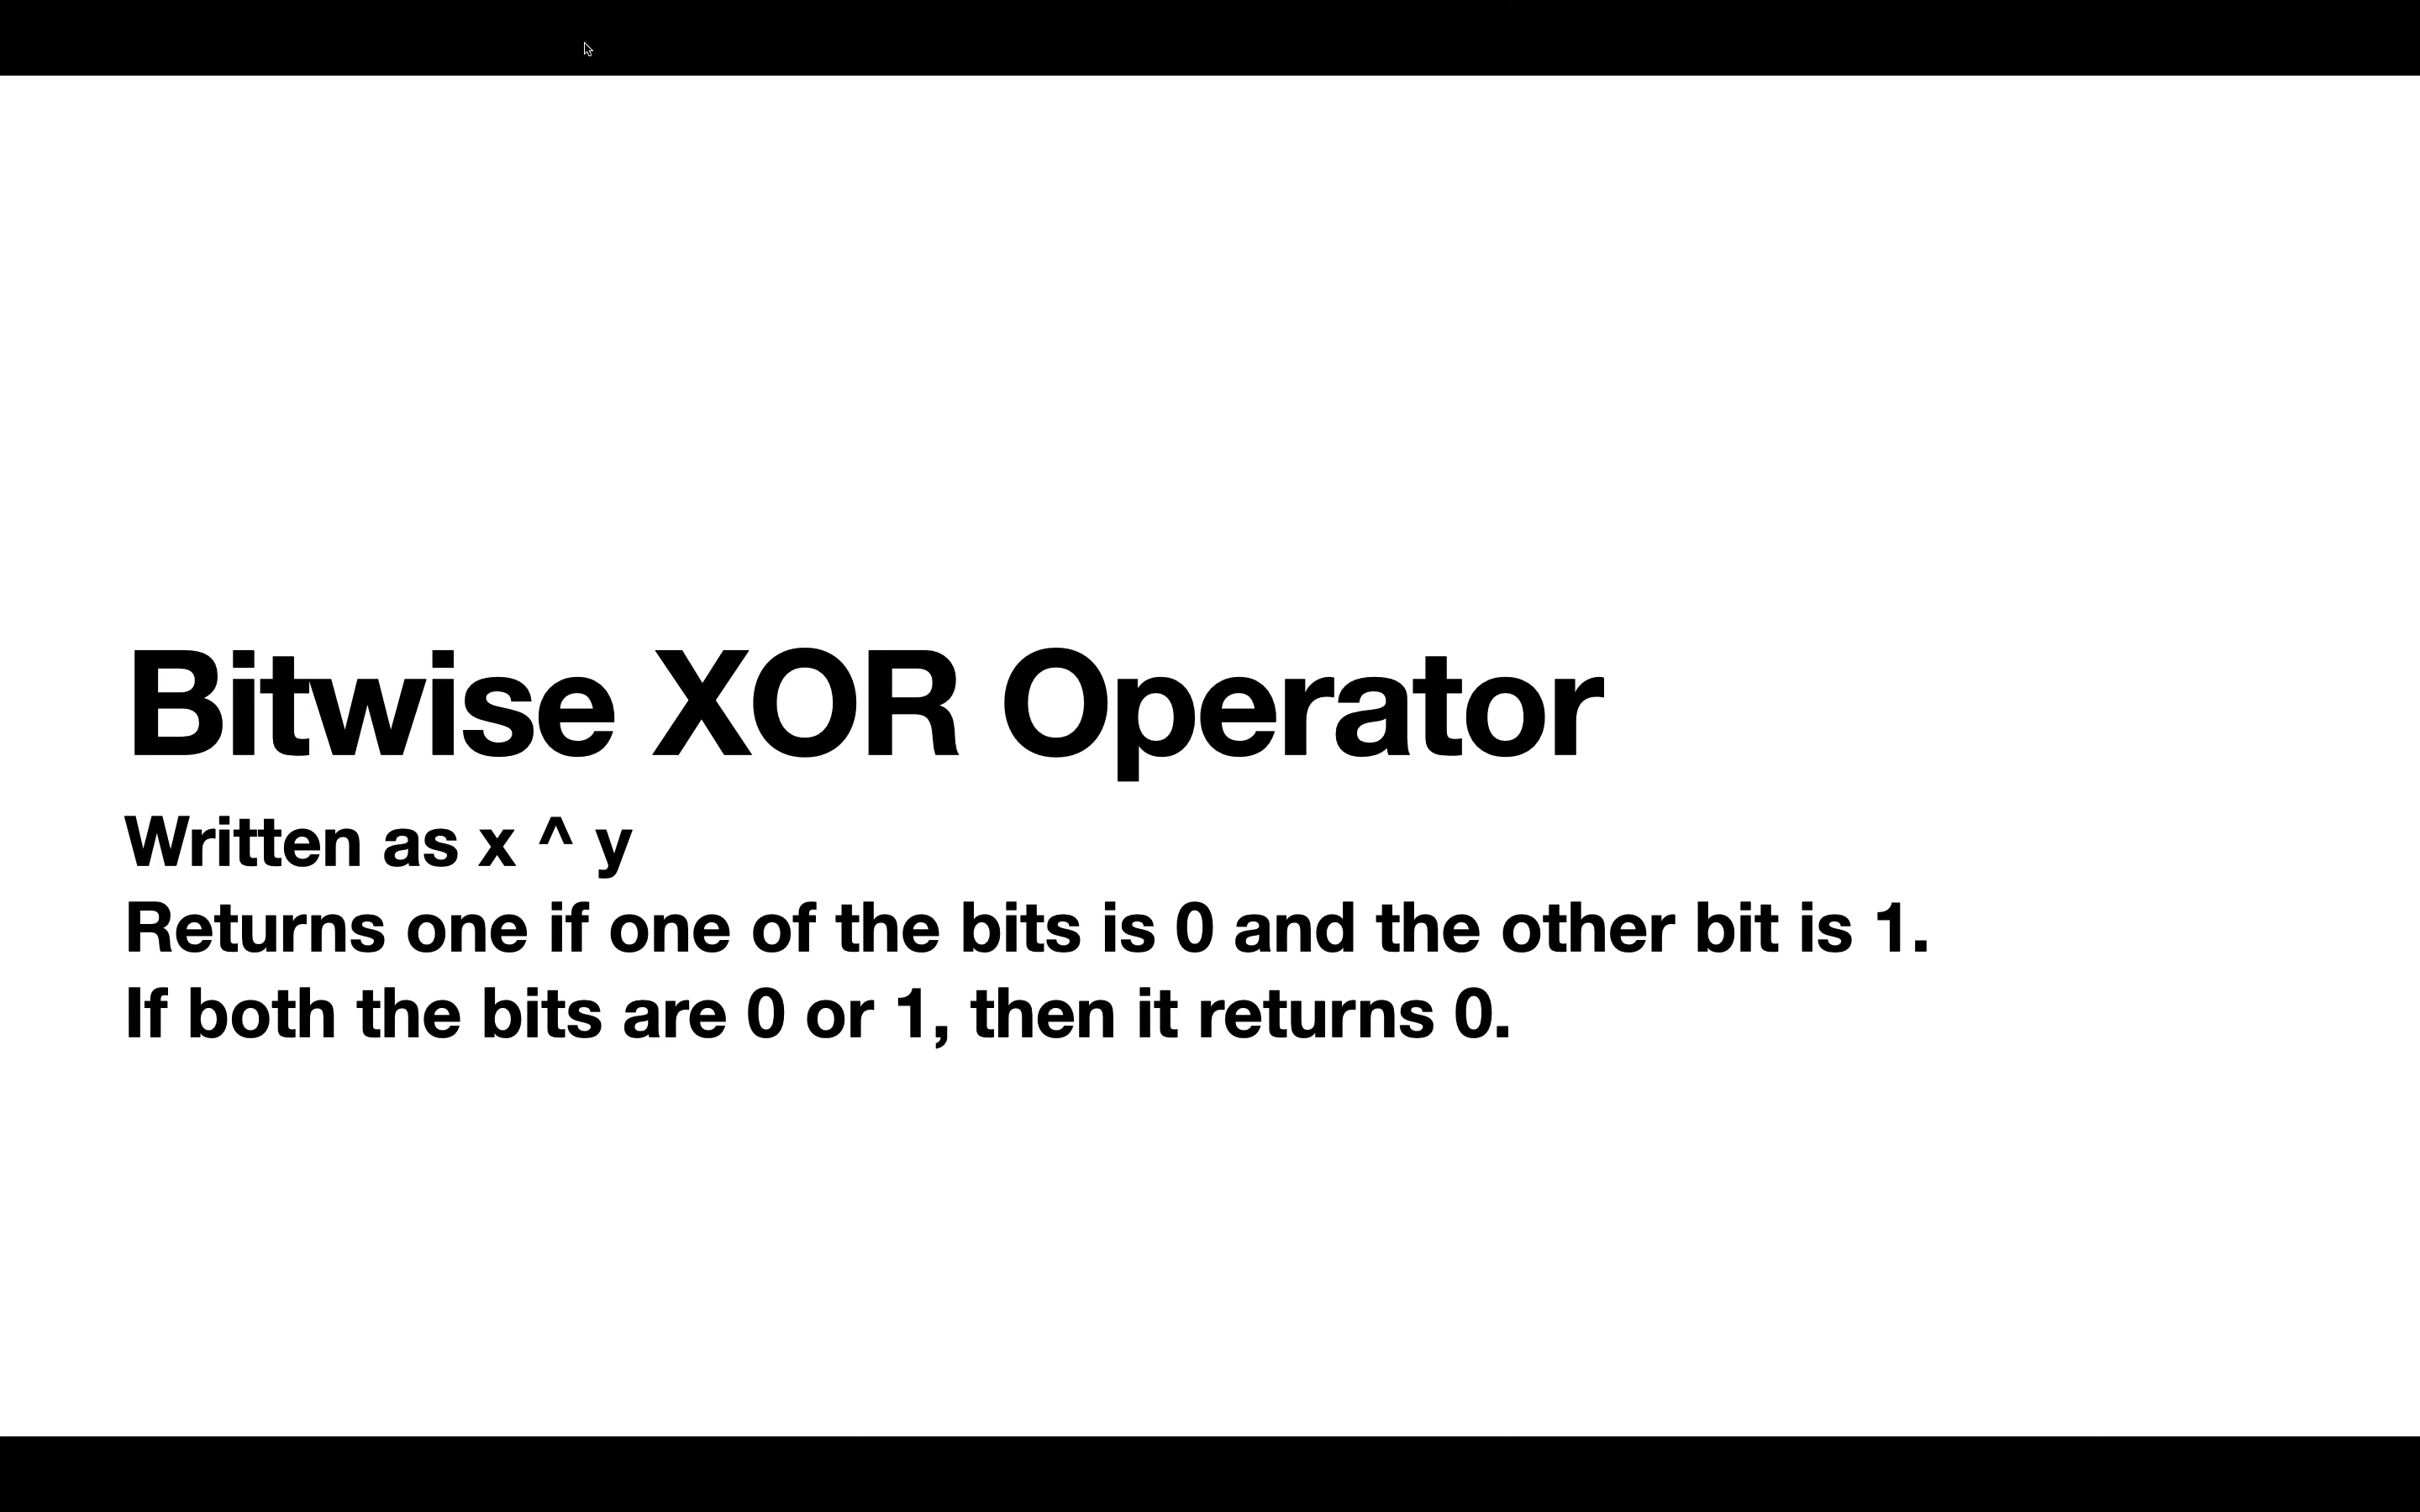 Bitwise XOR Operator
Written as x ^ y
Returns one if one of the bits is 0 and the other bit is 1.
If both the bits are 0 or 1, then it returns 0.